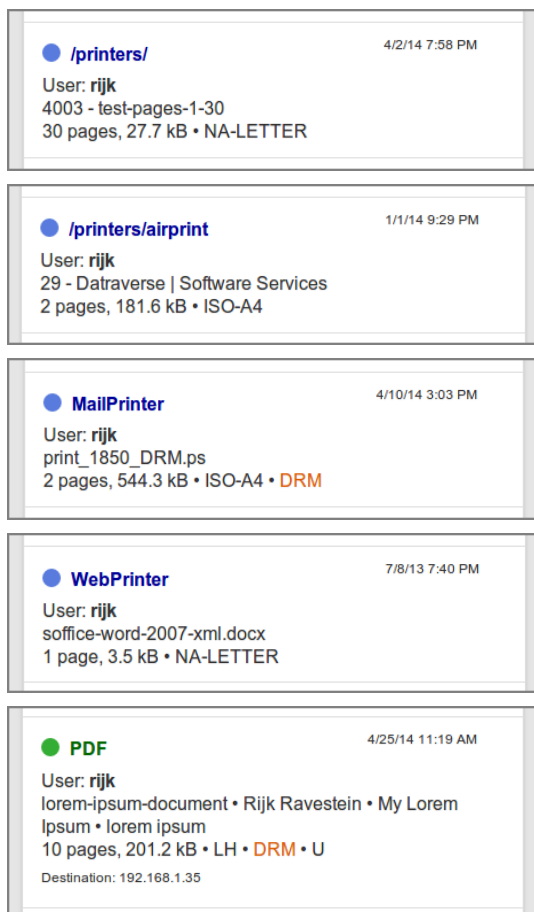 /printers/ 4/2/14 7:58 PM
User: rijk
4003 - test-pages-1-30
30 pages, 27.7 kB • NA-LETTER
/printers/airprint 1/1/14 9:29 PM
User: rijk
29 - Datraverse | Software Services
2 pages, 181.6 kB • ISO-A4
MailPrinter 4/10/14 3:03 PM
User: rijk
print_1850_DRM.ps
2 pages, 544.3 kB • ISO-A4 • DRM
WebPrinter 7/8/13 7:40 PM
User: rijk
soffice-word-2007-xml.docx
1 page, 3.5 kB • NA-LETTER
PDF 4/25/14 11:19 AM
User: rijk
lorem-ipsum-document • Rijk Ravestein • My Lorem
Ipsum • lorem ipsum
10 pages, 201.2 kB • LH • DRM • U
Destination: 192.168.1.35